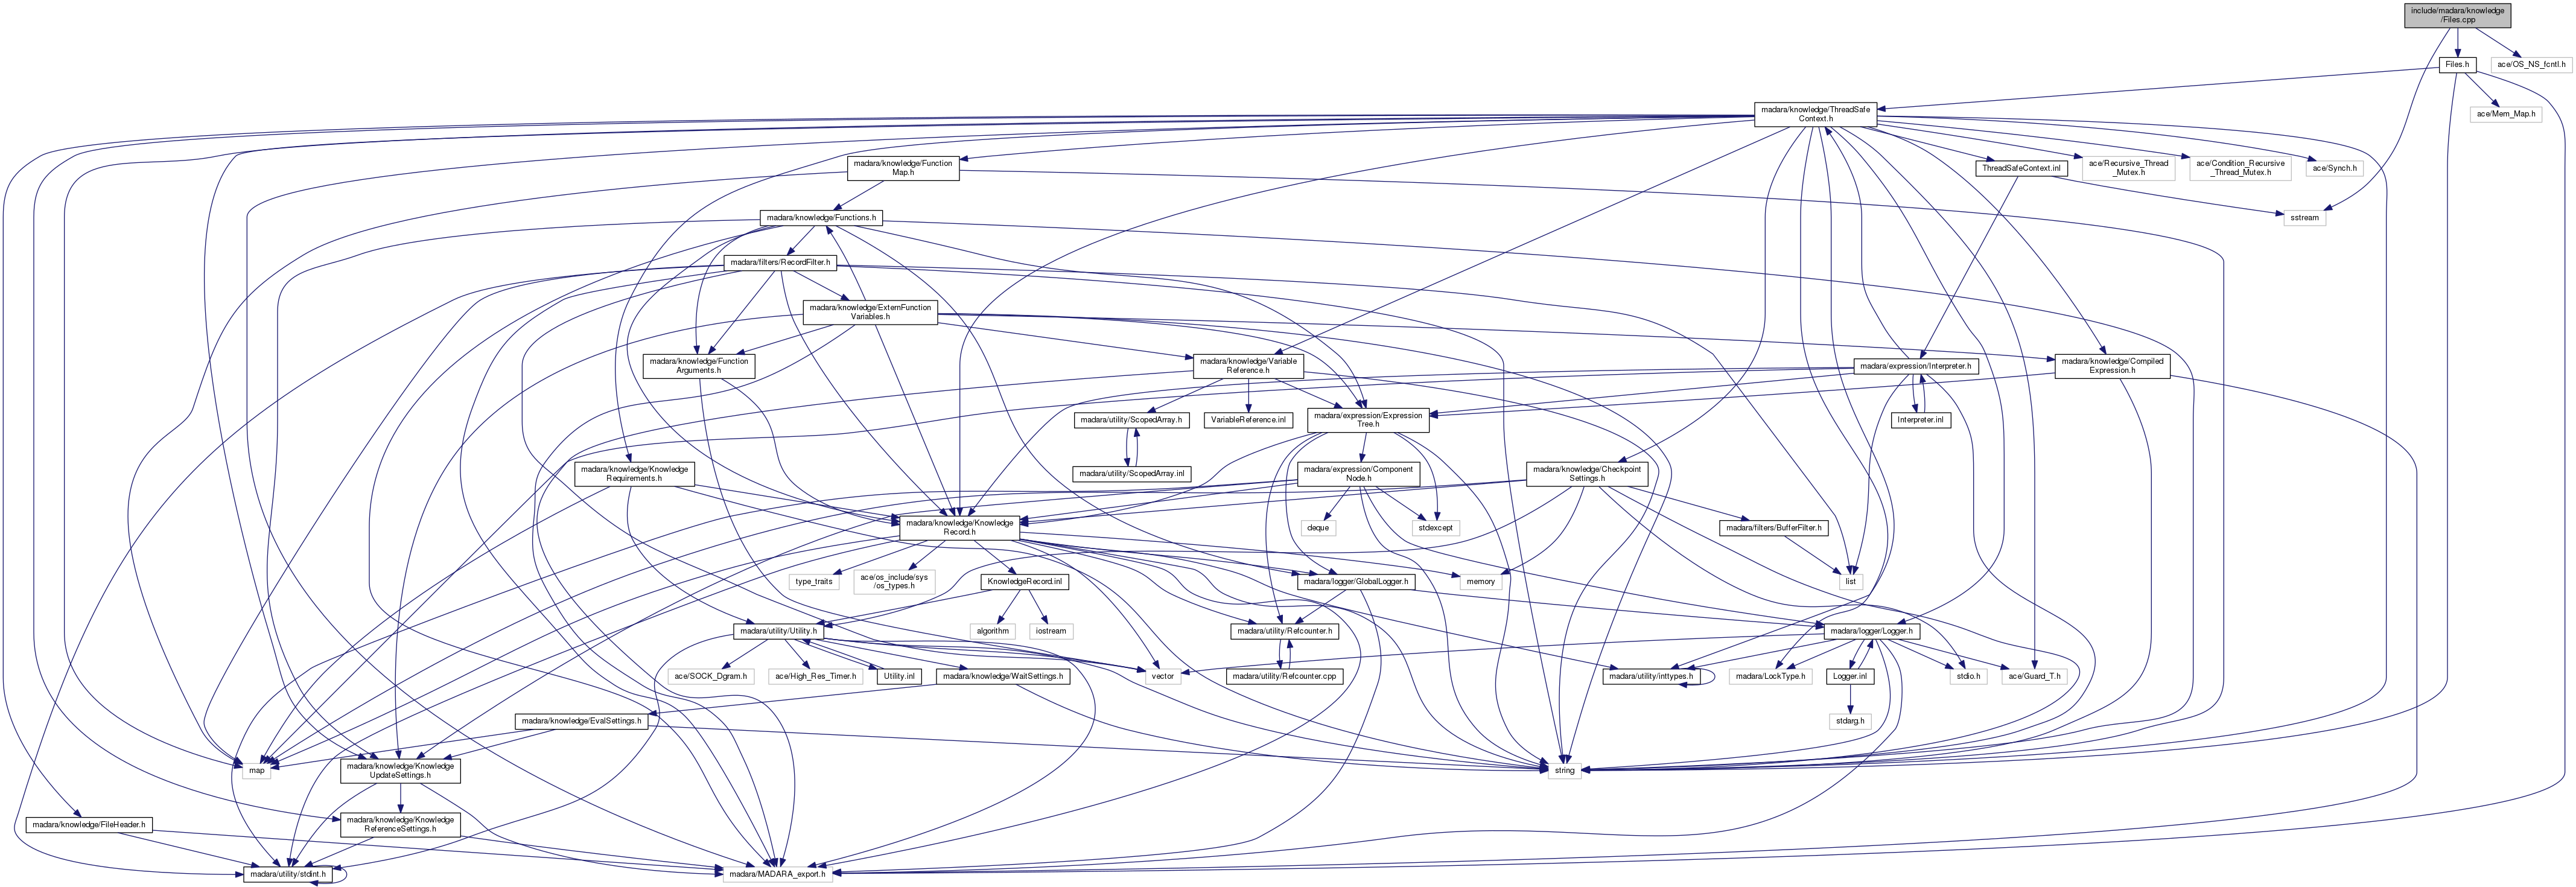 include/madara/knowledge
/Files.cpp
Files.h
ace/OS_NS_fcntl.h
madara/knowledge/ThreadSafe
Context.h
ace/Mem_Map.h
madara/knowledge/Function
Map.h
ThreadSafeContext.inl
ace/Recursive_Thread
_Mutex.h
ace/Condition_Recursive
_Thread_Mutex.h
ace/Synch.h
madara/knowledge/Functions.h
sstream
madara/filters/RecordFilter.h
madara/knowledge/ExternFunction
Variables.h
madara/knowledge/Function
Arguments.h
madara/knowledge/Variable
Reference.h
madara/expression/Interpreter.h
madara/knowledge/Compiled
Expression.h
madara/utility/ScopedArray.h
VariableReference.inl
madara/expression/Expression
Tree.h
Interpreter.inl
madara/knowledge/Knowledge
Requirements.h
madara/utility/ScopedArray.inl
madara/expression/Component
Node.h
madara/knowledge/Checkpoint
Settings.h
madara/knowledge/Knowledge
Record.h
deque
stdexcept
madara/filters/BufferFilter.h
type_traits
ace/os_include/sys
/os_types.h
KnowledgeRecord.inl
madara/logger/GlobalLogger.h
memory
list
madara/utility/Utility.h
algorithm
iostream
madara/utility/Refcounter.h
madara/logger/Logger.h
ace/SOCK_Dgram.h
ace/High_Res_Timer.h
Utility.inl
madara/knowledge/WaitSettings.h
vector
madara/utility/Refcounter.cpp
madara/utility/inttypes.h
madara/LockType.h
Logger.inl
stdio.h
ace/Guard_T.h
madara/knowledge/EvalSettings.h
stdarg.h
map
madara/knowledge/Knowledge
UpdateSettings.h
string
madara/knowledge/FileHeader.h
madara/knowledge/Knowledge
ReferenceSettings.h
madara/utility/stdint.h
madara/MADARA_export.h